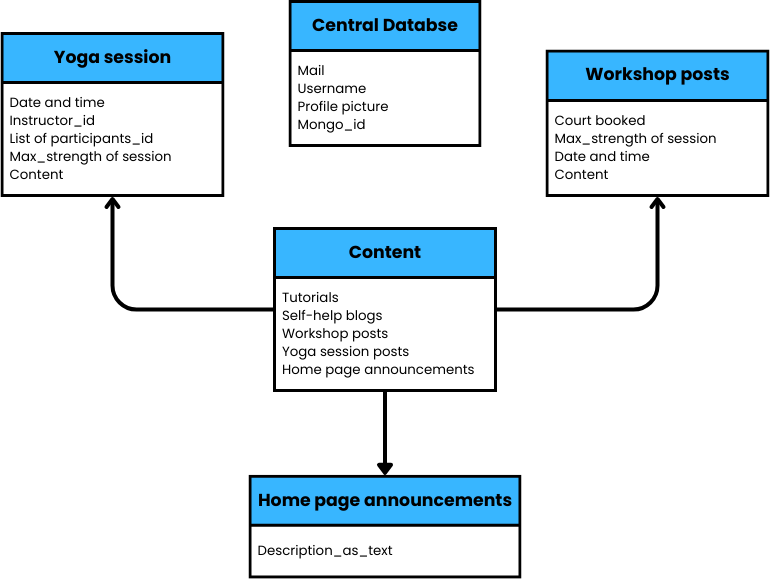 Central Databse
Mail
Username
Profile picture
Mongo_id
Yoga session
Date and time
Instructor_id
List of participants_id
Max_strength of session
Content
Workshop posts
Court booked
Max_strength of session
Date and time
Content
Content
Tutorials
Self-help blogs
Workshop posts
Yoga session posts
Home page announcements
Home page announcements
Description_as_text